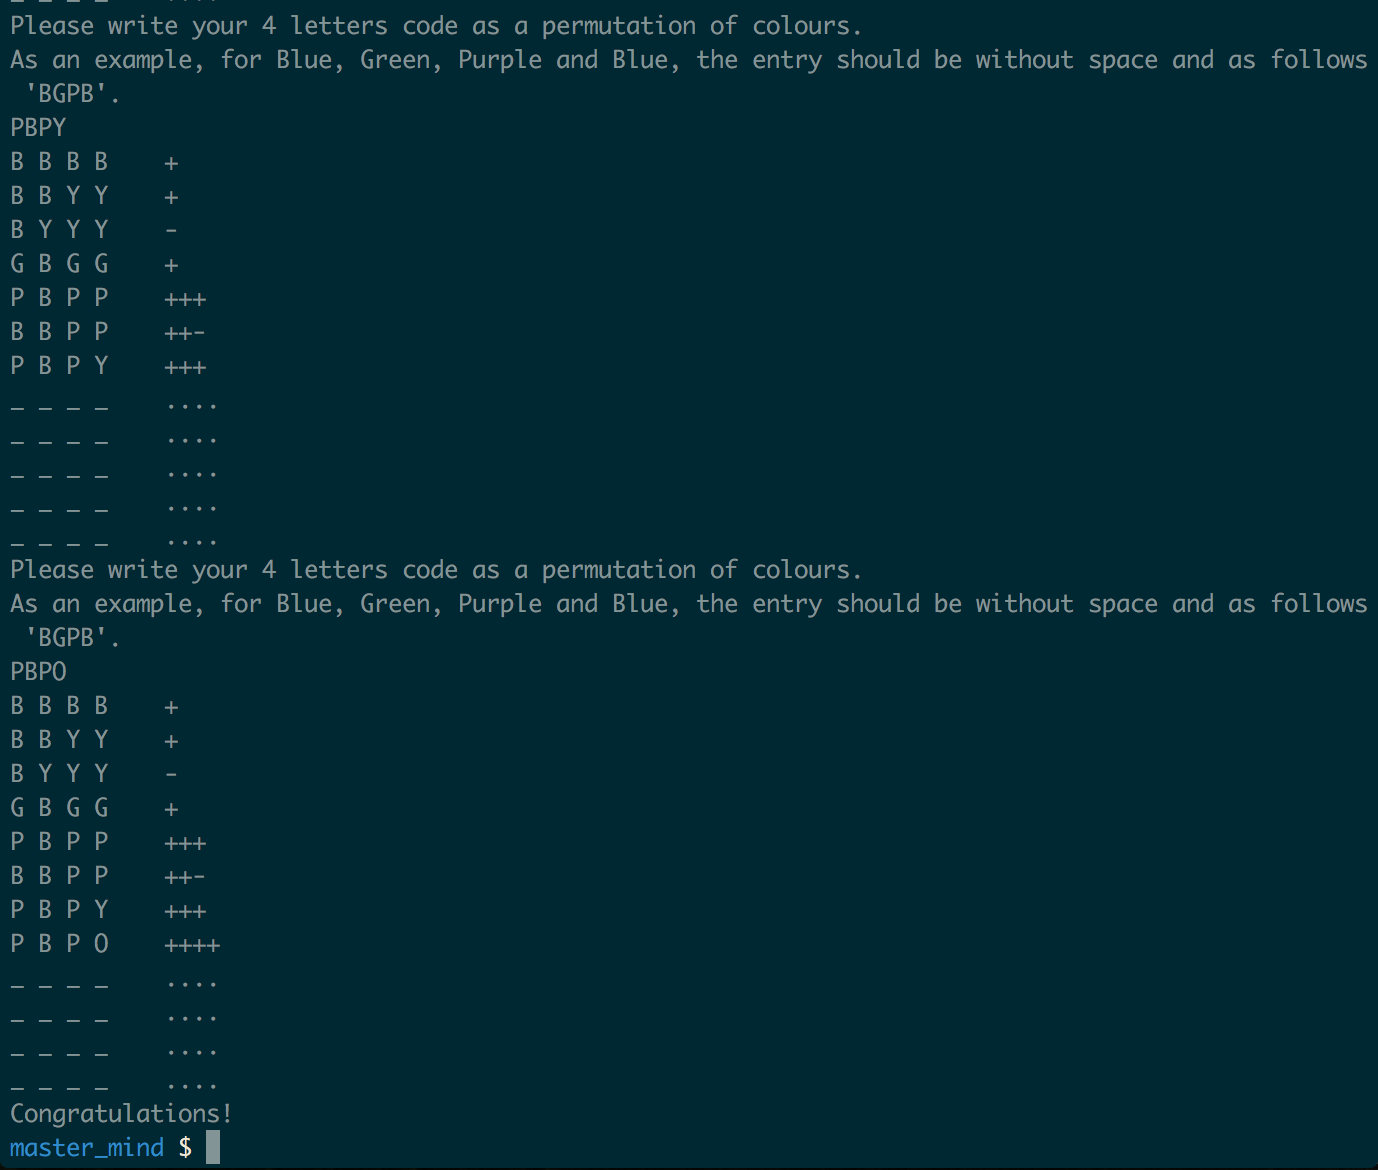 _ _ _ _    ....
Please write your 4 letters code as a permutation of colours.
As an example, for Blue, Green, Purple and Blue, the entry should be without space and as follows
 'BGPB'.
PBPY
B B B B    +
B B Y Y    +
B Y Y Y    -
G B G G    +
P B P P    +++
B B P P    ++-
P B P Y    +++
_ _ _ _    ....
_ _ _ _    ....
_ _ _ _    ....
_ _ _ _    ....
_ _ _ _    ....
Please write your 4 letters code as a permutation of colours.
As an example, for Blue, Green, Purple and Blue, the entry should be without space and as follows
 'BGPB'.
PBPO
B B B B    +
B B Y Y    +
B Y Y Y    -
G B G G    +
P B P P    +++
B B P P    ++-
P B P Y    +++
P B P O    ++++
_ _ _ _    ....
_ _ _ _    ....
_ _ _ _    ....
_ _ _ _    ....
Congratulations!
master_mind $